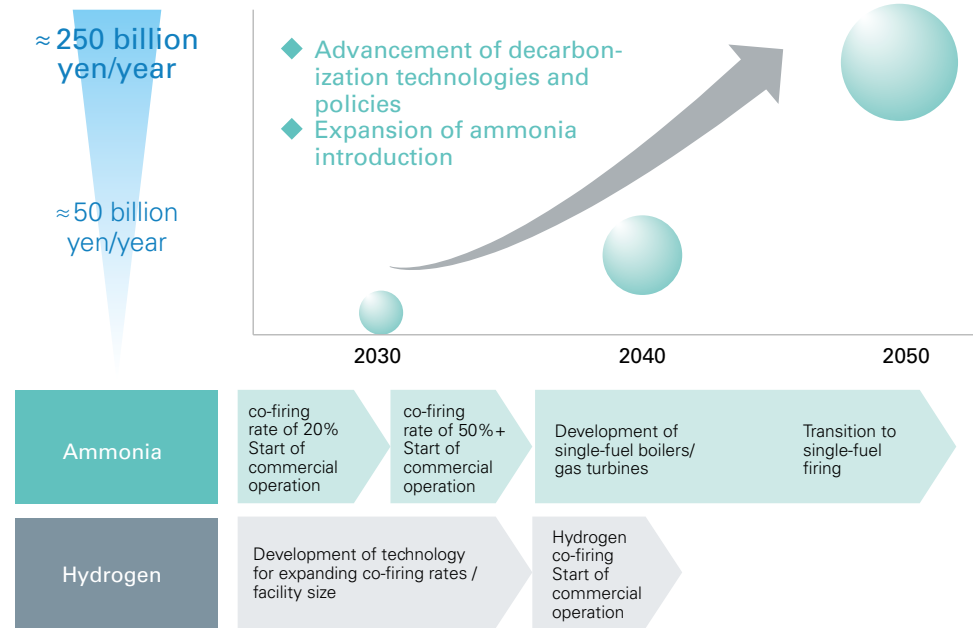 ≈ 250 billion
yen/year
≈ 50 billion
yen/year
◆ Advancement of decarbon-
ization technologies and
policies
◆ Expansion of ammonia
introduction
2030
2040
2050
Ammonia
co-firing
rate of 20%
Start of
commercial
operation
co-firing
rate of 50%+
Start of
commercial
operation
Development of
single-fuel boilers/
gas turbines
Transition to
single-fuel
firing
Hydrogen
Development of technology
for expanding co-firing rates /
facility size
Hydrogen
co-firing
Start of
commercial
operation